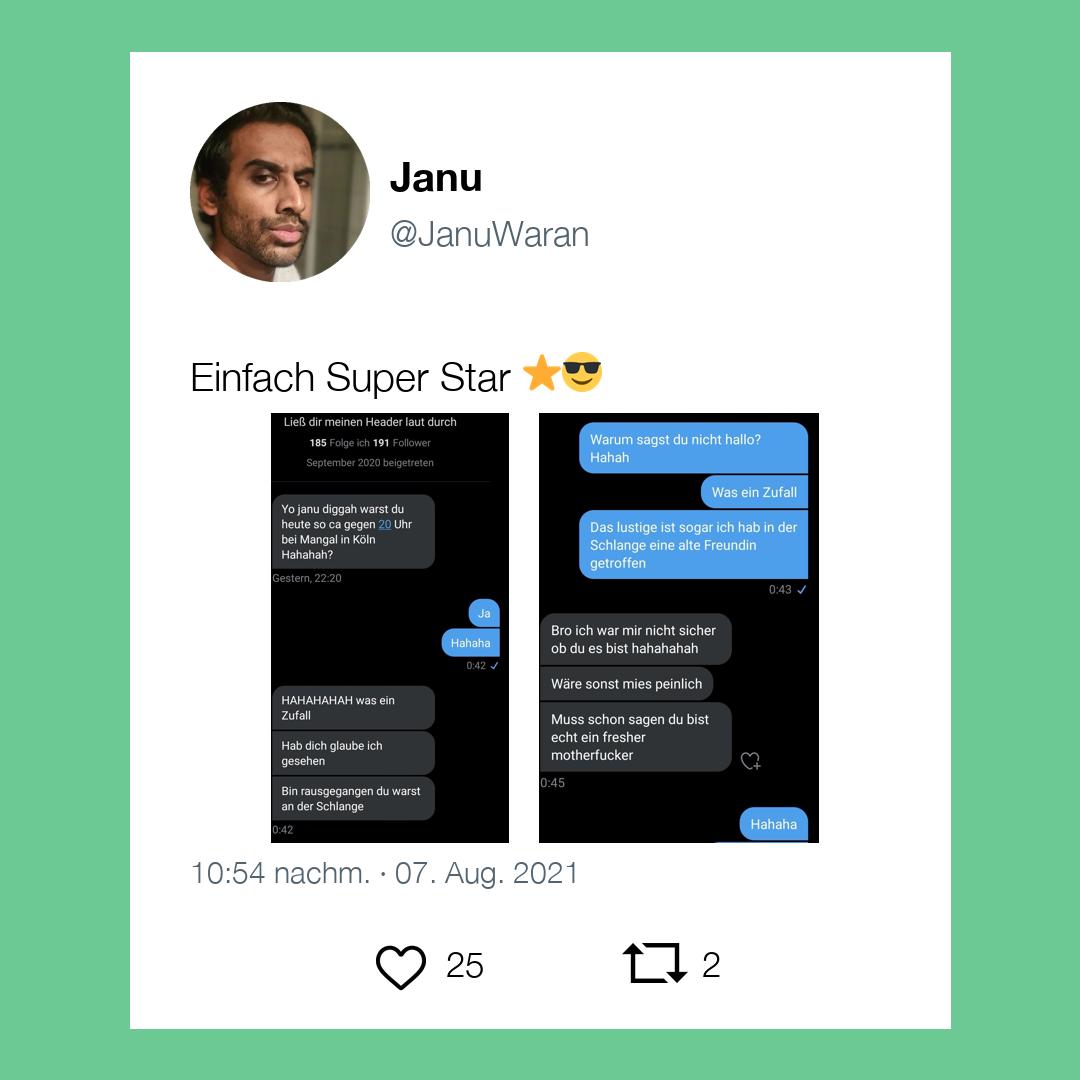 Janu
@JanuWaran
Einfach Super Star ⭐😎
Ließ dir meinen Header laut durch
185 Folge ich 191 Follower
September 2020 beigetreten
Yo janu diggah warst du
heute so ca gegen 20 Uhr
bei Mangal in Köln
Hahahah?
Gestern, 22:20
Ja
Hahaha
0:42 ✓
HAHAHAHAH was ein
Zufall
Hab dich glaube ich
gesehen
Bin rausgegangen du warst
an der Schlange
0:42
Warum sagst du nicht hallo?
Hahah
Was ein Zufall
Das lustige ist sogar ich hab in der
Schlange eine alte Freundin
getroffen
0:43 ✓
Bro ich war mir nicht sicher
ob du es bist hahahahah
Wäre sonst mies peinlich
Muss schon sagen du bist
echt ein fresher
motherfucker
0:45
Hahaha
10:54 nachm. · 07. Aug. 2021
25
2